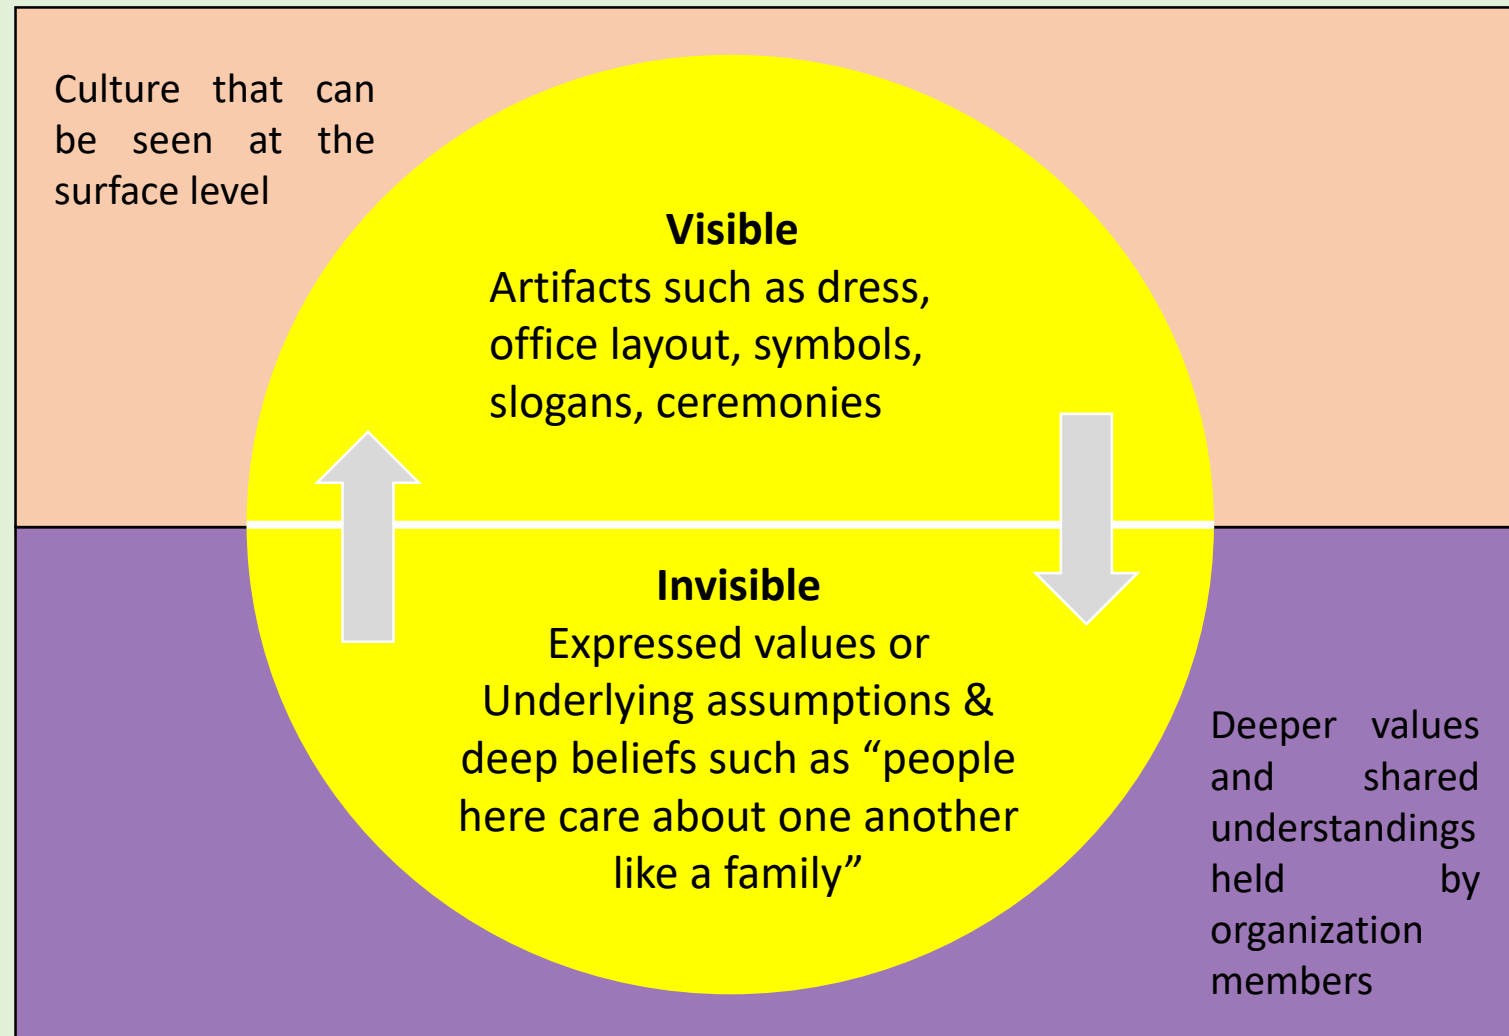 Culture that can
be seen at the
surface level
Visible
Artifacts such as dress,
office layout, symbols,
slogans, ceremonies
Invisible
Expressed values or
Underlying assumptions &
deep beliefs such as “people
here care about one another
like a family”
Deeper values
and shared
understandings
held by
organization
members